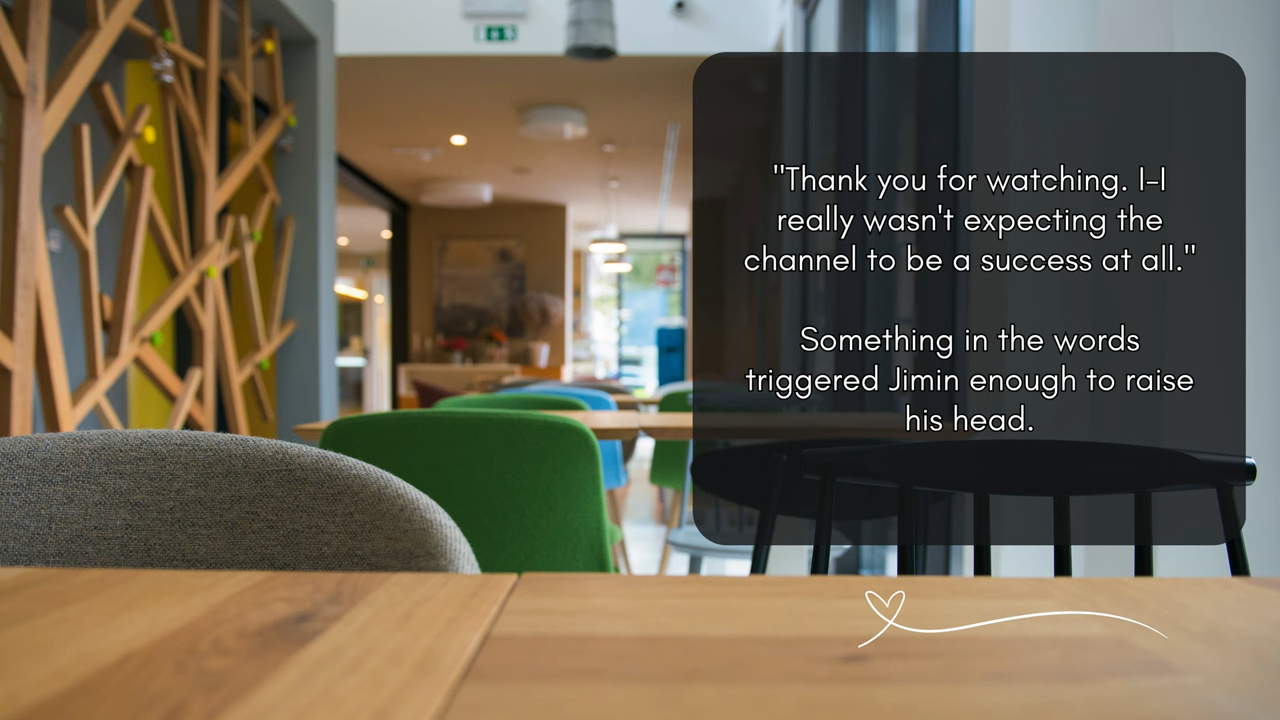 "Thank you for watching. I-I
really wasn't expecting the
channel to be a success at all."
Something in the words
triggered Jimin enough to raise
his head.